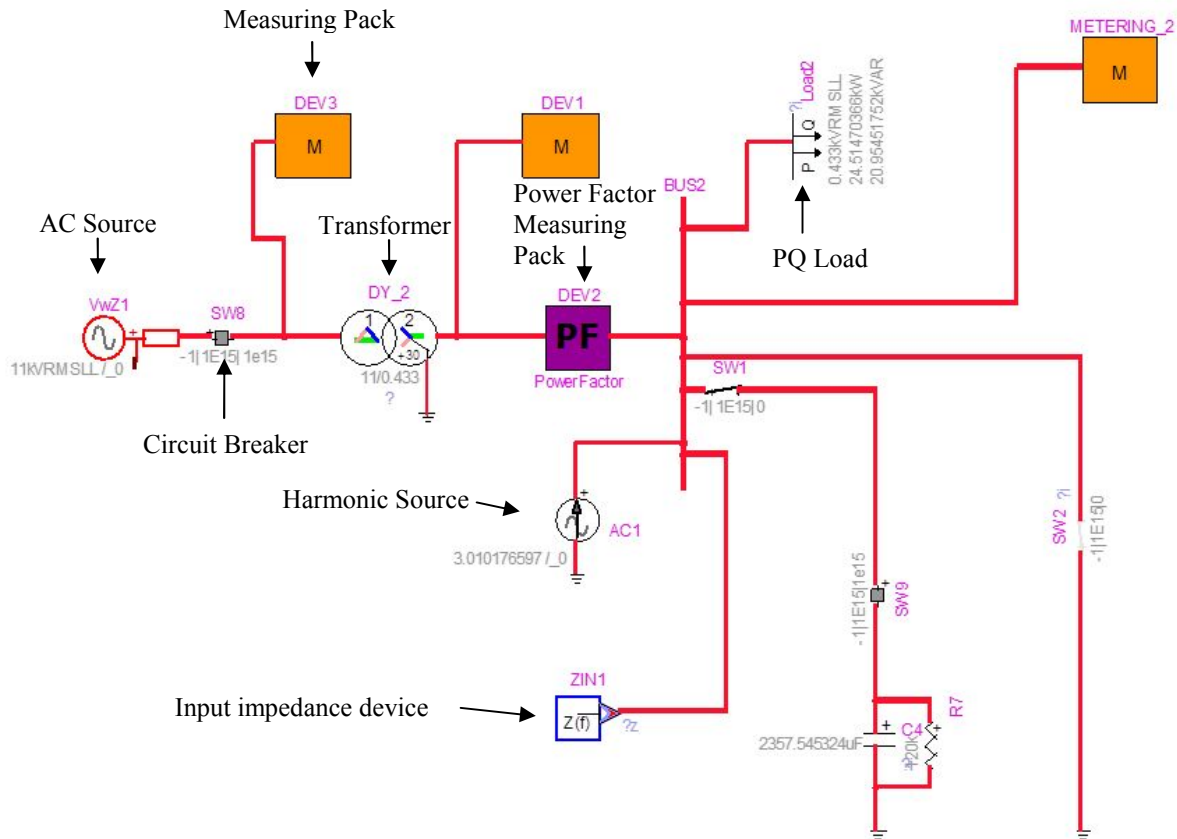 Measuring Pack
METERING_2
M
DEV3
M
DEV1
M
?i
Load2
Q
P
0.433kVRMSLL
24.51470366kW
20.95451752kVAR
PQ Load
BUS2
Power Factor
Measuring
Pack
AC Source
Transformer
DEV2
PF
PowerFactor
VwZ1
+
11kVRMSLL /_0
SW8
+
-1|1E15|1e15
DY_2
1
2
+30
11/0.433
?
SW1
-1|1E15|0
Circuit Breaker
Harmonic Source
+
AC1
3.010176597 /_0
SW2
?i
-1|1E15|0
-1|1E15|1e15
+
SW9
ZIN1
Input impedance device
Z(f)
?z
R7
+
C4
+
2357.545324uF